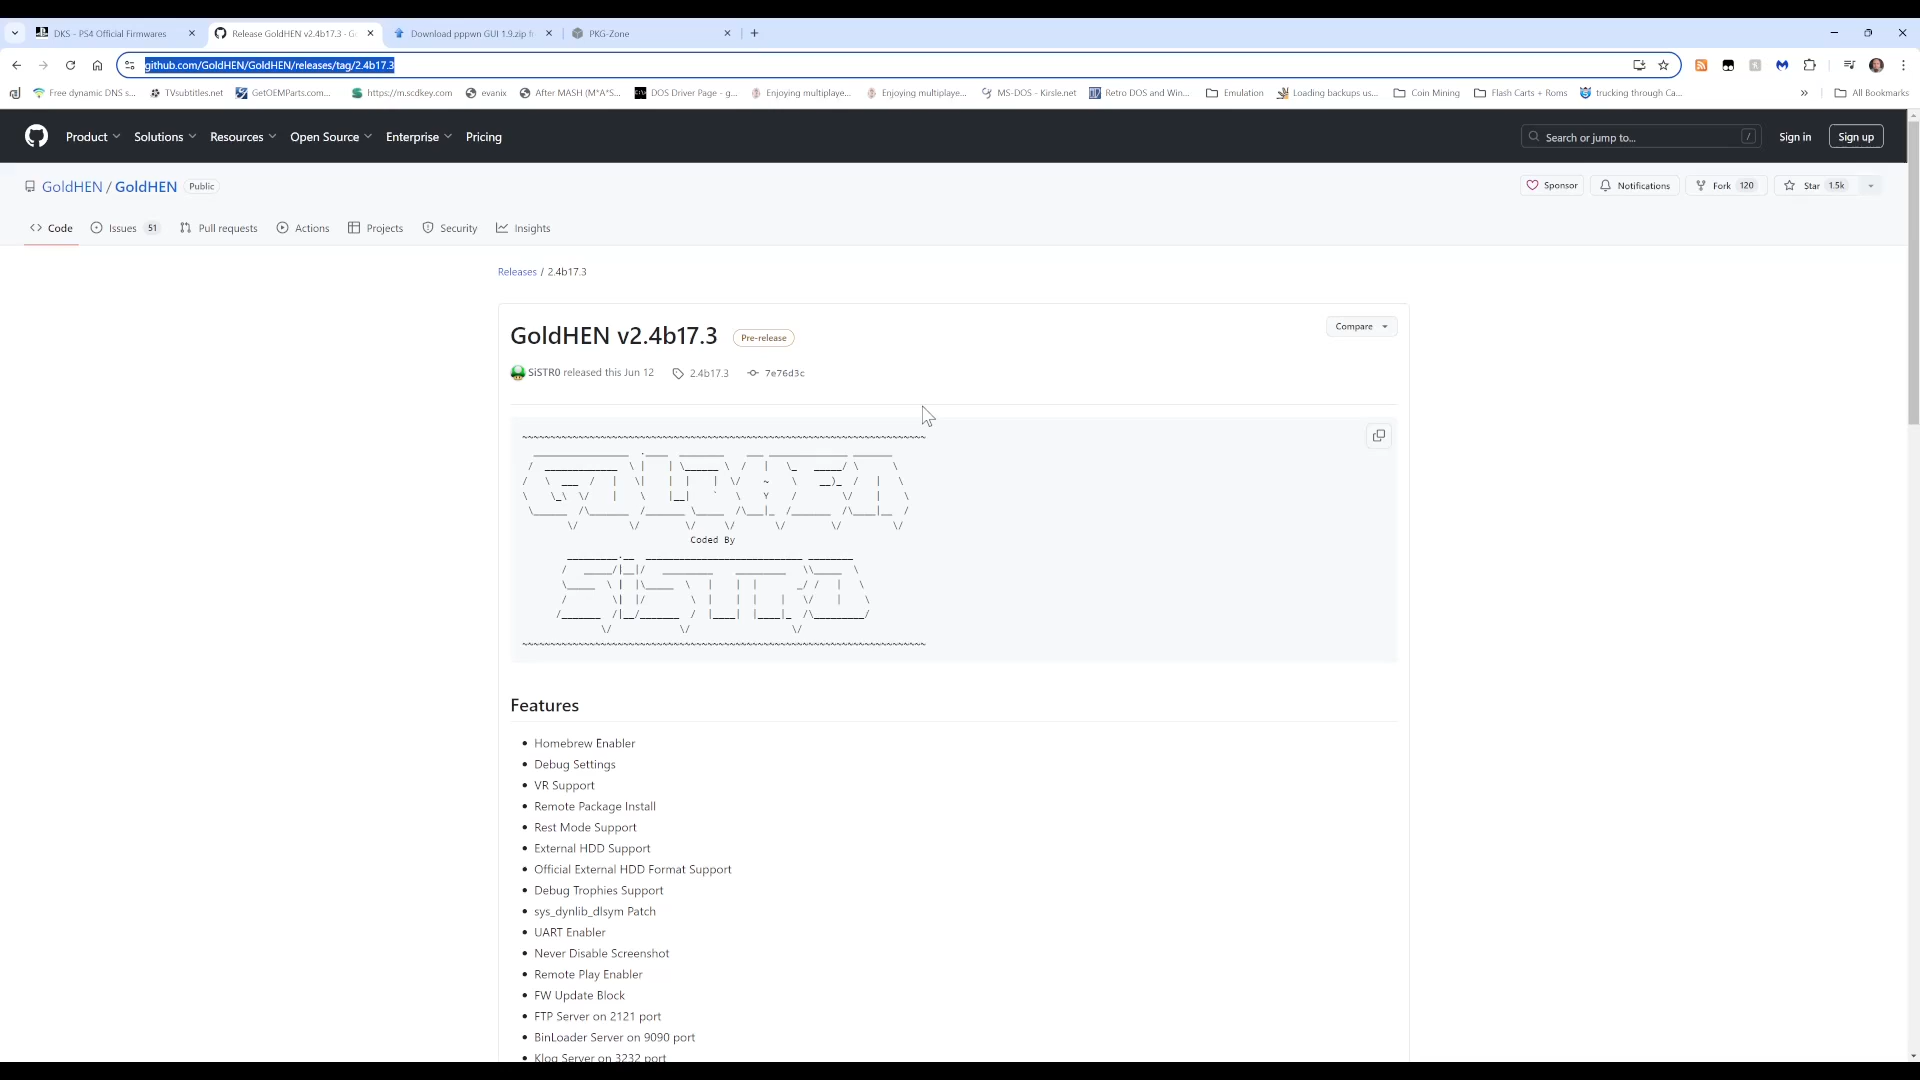 DKS - PS4 Official Firmwares
Release GoldHEN v2.4b17.3 - G
Download pppwn GUI 1.9.zip f
PKG-Zone
github.com/GoldHEN/GoldHEN/releases/tag/2.4b17.3
Free dynamic DNS s...
TVsubtitles.net
GetOEMParts.com...
https://m.scdkey.com
evanix
After MASH (M*A*S...
DOS Driver Page - g...
Enjoying multiplaye...
Enjoying multiplaye...
MS-DOS - Kirsle.net
Retro DOS and Win...
Emulation
Loading backups us...
Coin Mining
Flash Carts + Roms
trucking through Ca...
All Bookmarks
Product
Solutions
Resources
Open Source
Enterprise
Pricing
Search or jump to...
/
Sign in
Sign up
GoldHEN / GoldHEN
Public
Sponsor
Notifications
Fork 120
Star 1.5k
Code
Issues 51
Pull requests
Actions
Projects
Security
Insights
Releases / 2.4b17.3
GoldHEN v2.4b17.3
Pre-release
Compare
SiSTR0 released this Jun 12
2.4b17.3
7e76d3c
Coded By
Features
Homebrew Enabler
Debug Settings
VR Support
Remote Package Install
Rest Mode Support
External HDD Support
Official External HDD Format Support
Debug Trophies Support
sys_dynlib_dlsym Patch
UART Enabler
Never Disable Screenshot
Remote Play Enabler
FW Update Block
FTP Server on 2121 port
BinLoader Server on 9090 port
Klog Server on 3232 port